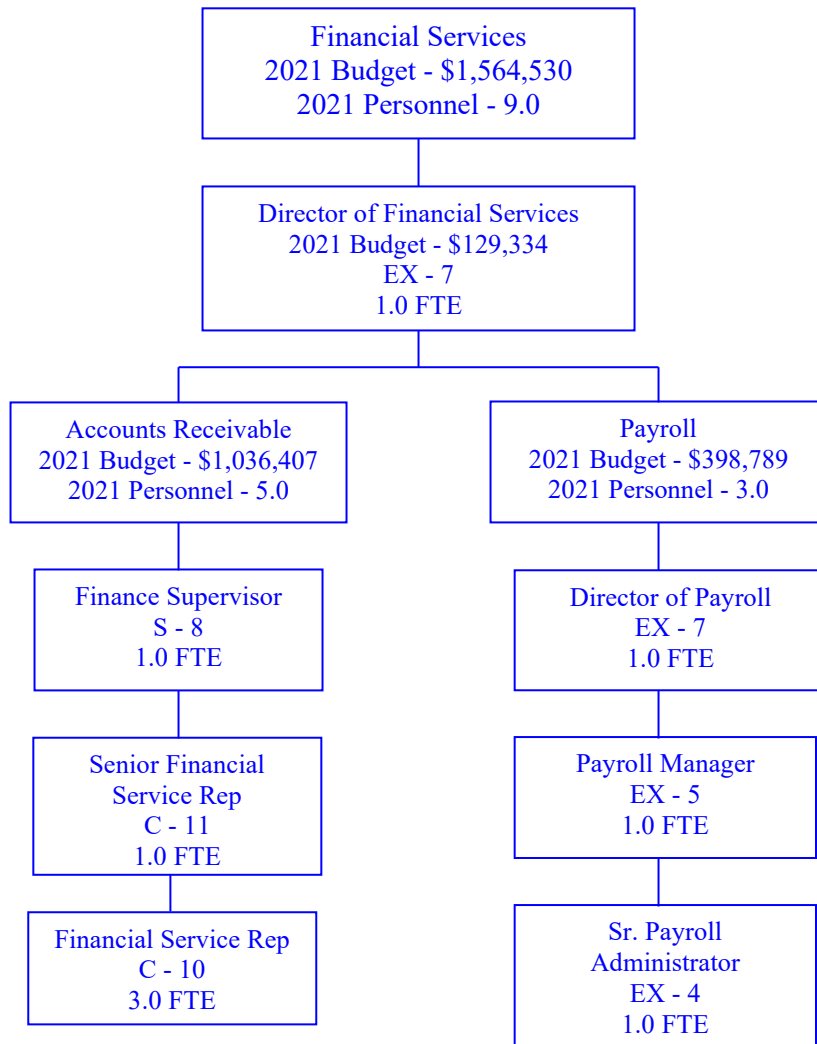 Financial Services
2021 Budget - $1,564,530
2021 Personnel - 9.0
Director of Financial Services
2021 Budget - $129,334
EX - 7
1.0 FTE
Accounts Receivable
2021 Budget - $1,036,407
2021 Personnel - 5.0
Payroll
2021 Budget - $398,789
2021 Personnel - 3.0
Finance Supervisor
S - 8
1.0 FTE
Director of Payroll
EX - 7
1.0 FTE
Senior Financial
Service Rep
C - 11
1.0 FTE
Payroll Manager
EX - 5
1.0 FTE
Financial Service Rep
C - 10
3.0 FTE
Sr. Payroll
Administrator
EX - 4
1.0 FTE